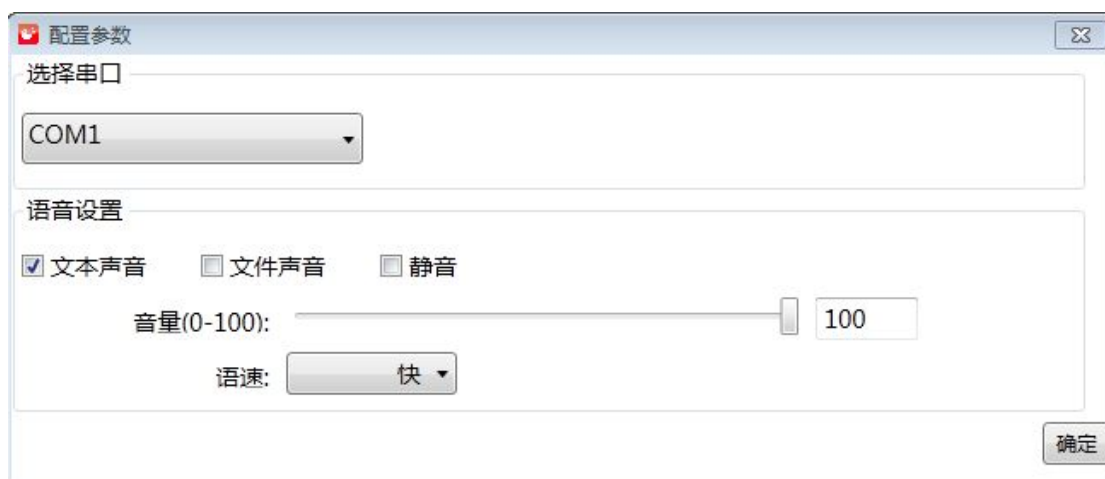 配置参数
选择串口
COM1
语音设置
文本声音 文件声音 静音
音量(0-100): 100
语速: 快
确定